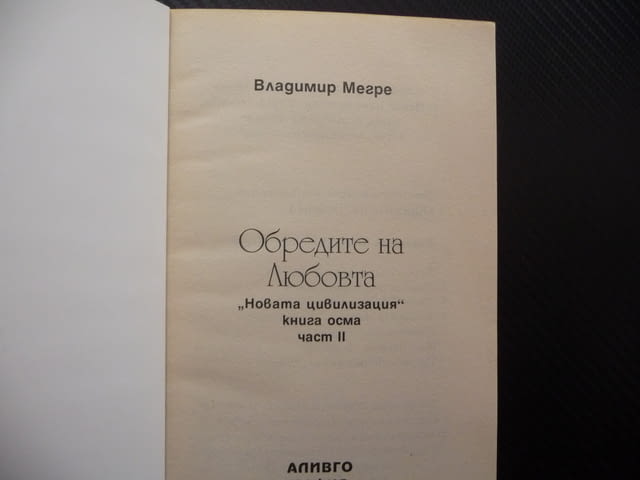 Владимир Мегре
Обредите на
Любовта
„Новата цивилизация“
книга осма
част II
АЛИВГО